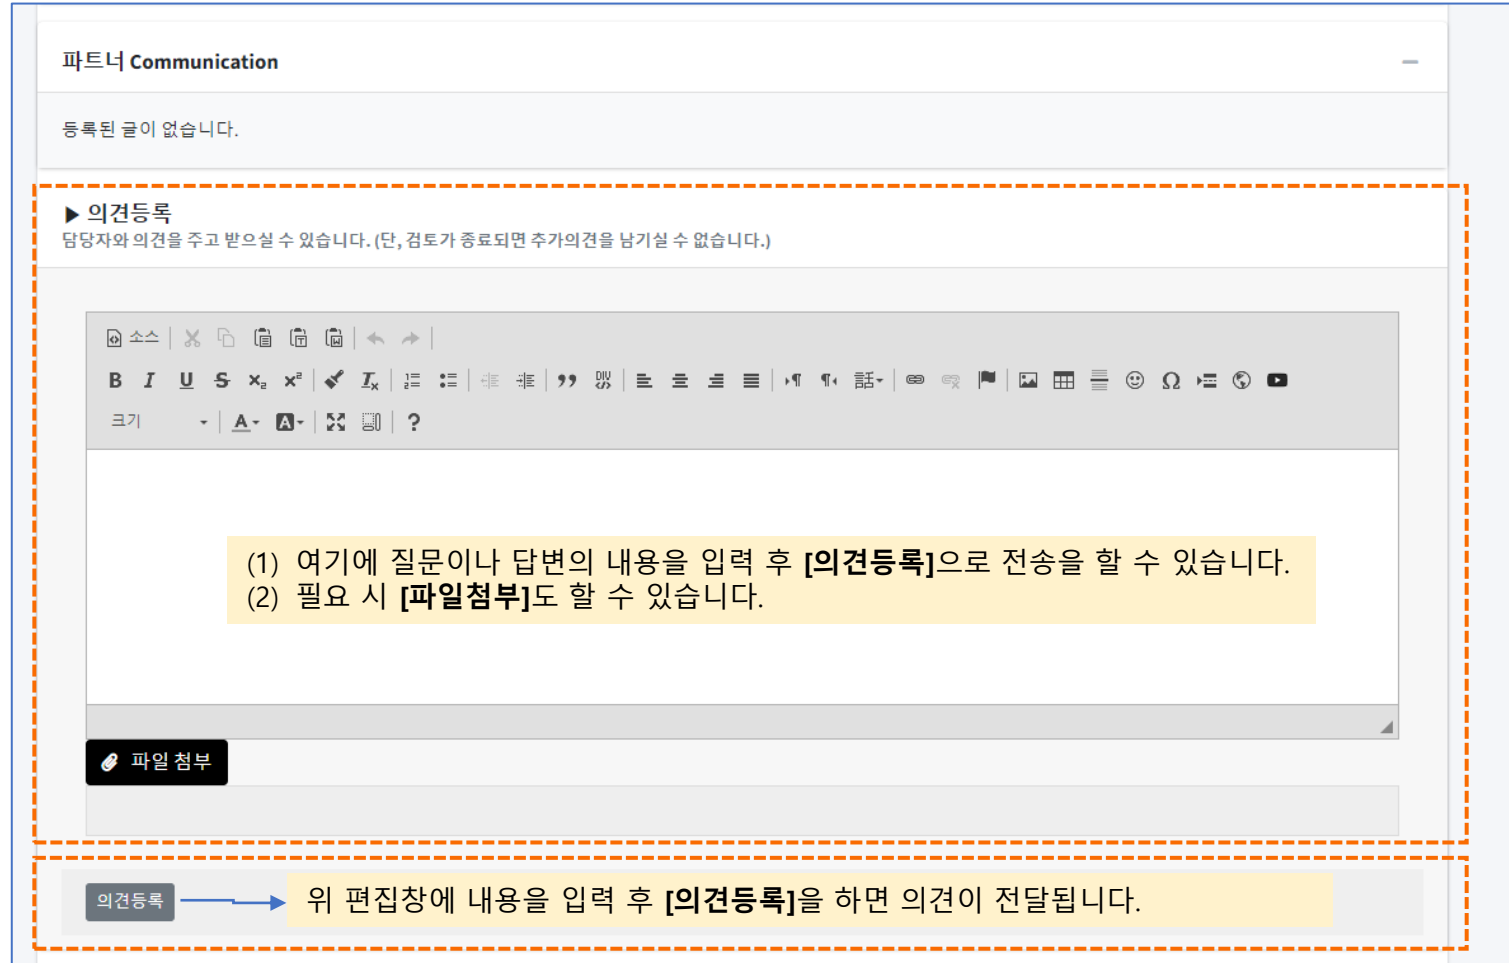 파트너 Communication
등록된 글이 없습니다.
▶ 의견등록
담당자와 의견을 주고 받으실 수 있습니다. (단, 검토가 종료되면 추가의견을 남기실 수 없습니다.)
소스
B I U S x₂ x² Ix DIV 話 Ω
크기 A A ?
(1) 여기에 질문이나 답변의 내용을 입력 후 [의견등록]으로 전송을 할 수 있습니다.
(2) 필요 시 [파일첨부]도 할 수 있습니다.
파일 첨부
의견등록
위 편집창에 내용을 입력 후 [의견등록]을 하면 의견이 전달됩니다.